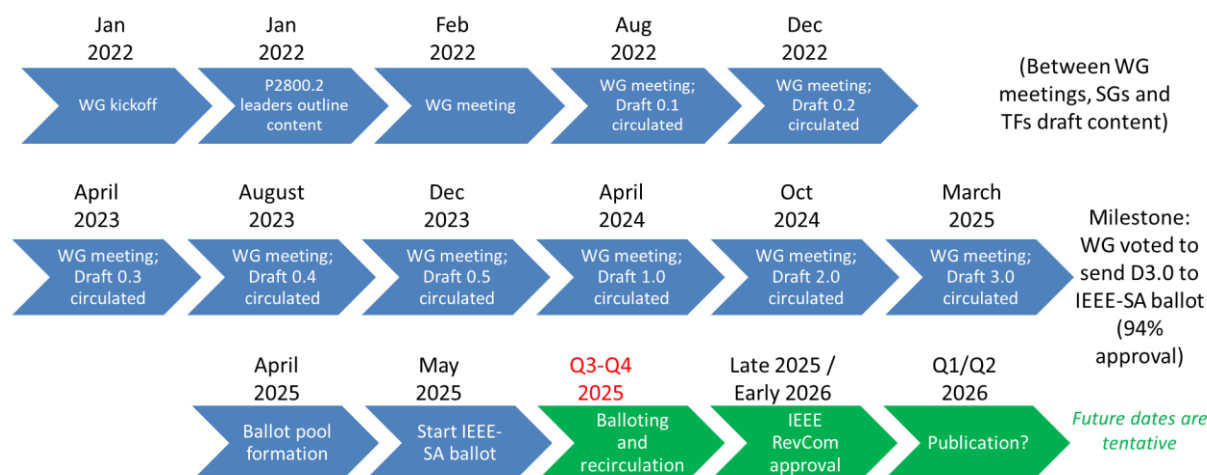 Jan
2022
Jan
2022
Feb
2022
Aug
2022
Dec
2022
WG kickoff
P2800.2
leaders outline
content
WG meeting
WG meeting;
Draft 0.1
circulated
WG meeting;
Draft 0.2
circulated
(Between WG
meetings, SGs and
TFs draft content)
April
2023
August
2023
Dec
2023
April
2024
Oct
2024
March
2025
WG meeting;
Draft 0.3
circulated
WG meeting;
Draft 0.4
circulated
WG meeting;
Draft 0.5
circulated
WG meeting;
Draft 1.0
circulated
WG meeting;
Draft 2.0
circulated
WG meeting;
Draft 3.0
circulated
Milestone:
WG voted to
send D3.0 to
IEEE-SA ballot
(94%
approval)
April
2025
May
2025
Q3-Q4
2025
Late 2025 /
Early 2026
Q1/Q2
2026
Ballot pool
formation
Start IEEE-
SA ballot
Balloting
and
recirculation
IEEE
RevCom
approval
Publication?
Future dates are
tentative